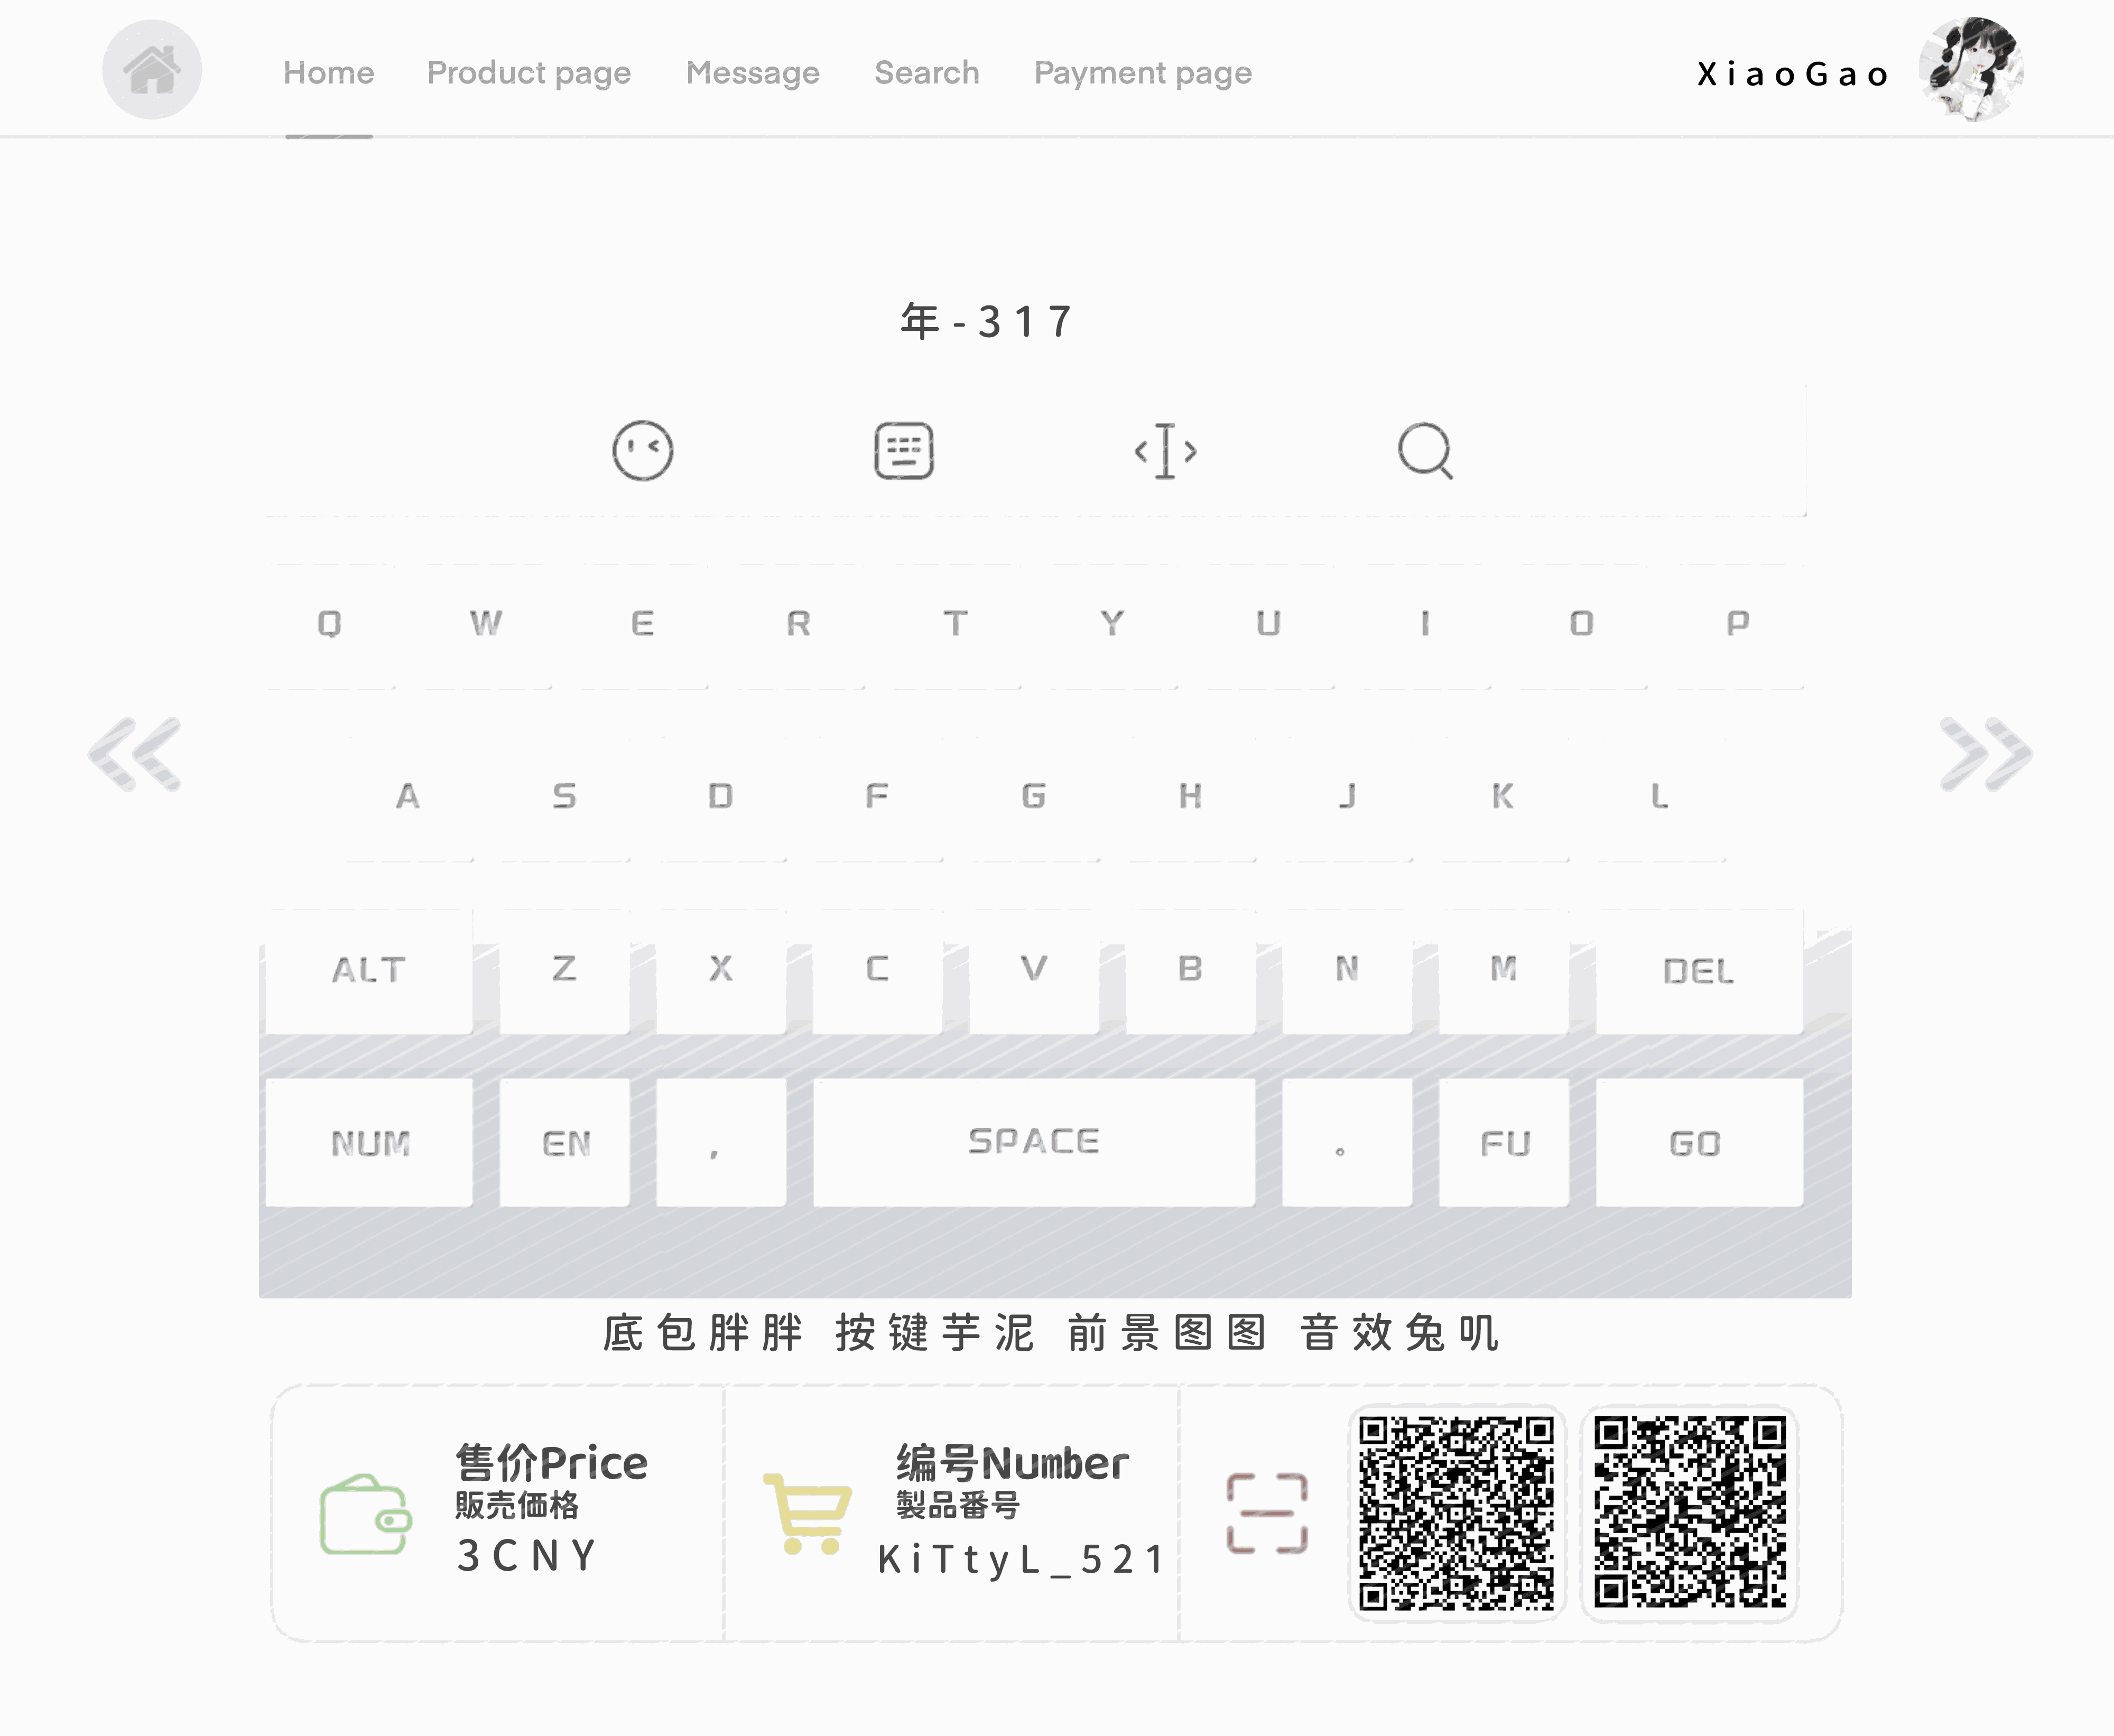 Home Product page Message Search Payment page XiaoGao
年-317
Q W E R T Y U I O P
A S D F G H J K L
ALT Z X C V B N M DEL
NUM EN , SPACE 。 FU GO
底包胖胖 按键芋泥 前景图图 音效兔叽
售价Price
販売価格
3CNY
编号Number
製品番号
KiTtyL_521